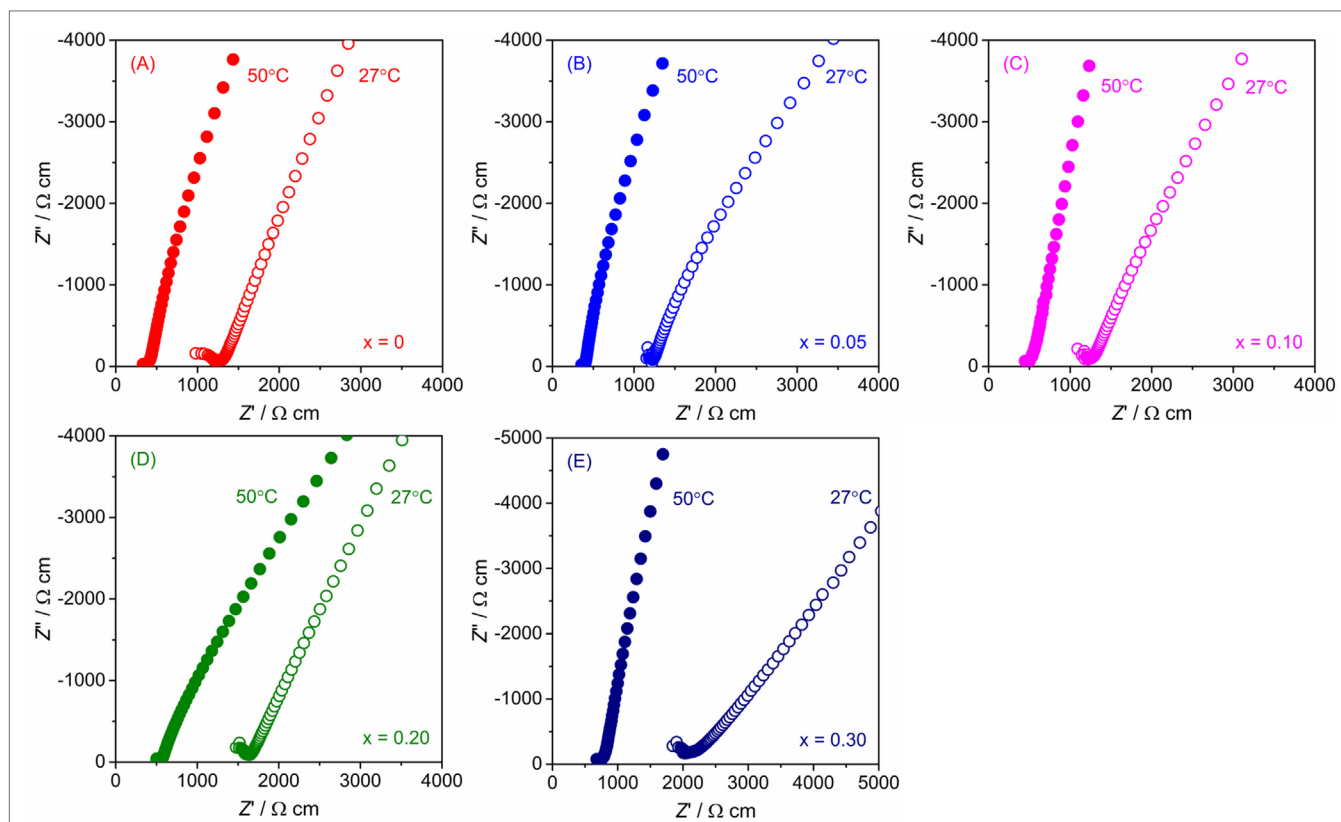 (A)
50°C
27°C
x = 0
-4000
-3000
-2000
-1000
0
0 1000 2000 3000 4000
Z" / Ω cm
Z' / Ω cm
(B)
50°C
27°C
x = 0.05
-4000
-3000
-2000
-1000
0
0 1000 2000 3000 4000
Z" / Ω cm
Z' / Ω cm
(C)
50°C
27°C
x = 0.10
-4000
-3000
-2000
-1000
0
0 1000 2000 3000 4000
Z" / Ω cm
Z' / Ω cm
(D)
50°C
27°C
x = 0.20
-4000
-3000
-2000
-1000
0
0 1000 2000 3000 4000
Z" / Ω cm
Z' / Ω cm
(E)
50°C
27°C
x = 0.30
-5000
-4000
-3000
-2000
-1000
0
0 1000 2000 3000 4000 5000
Z" / Ω cm
Z' / Ω cm